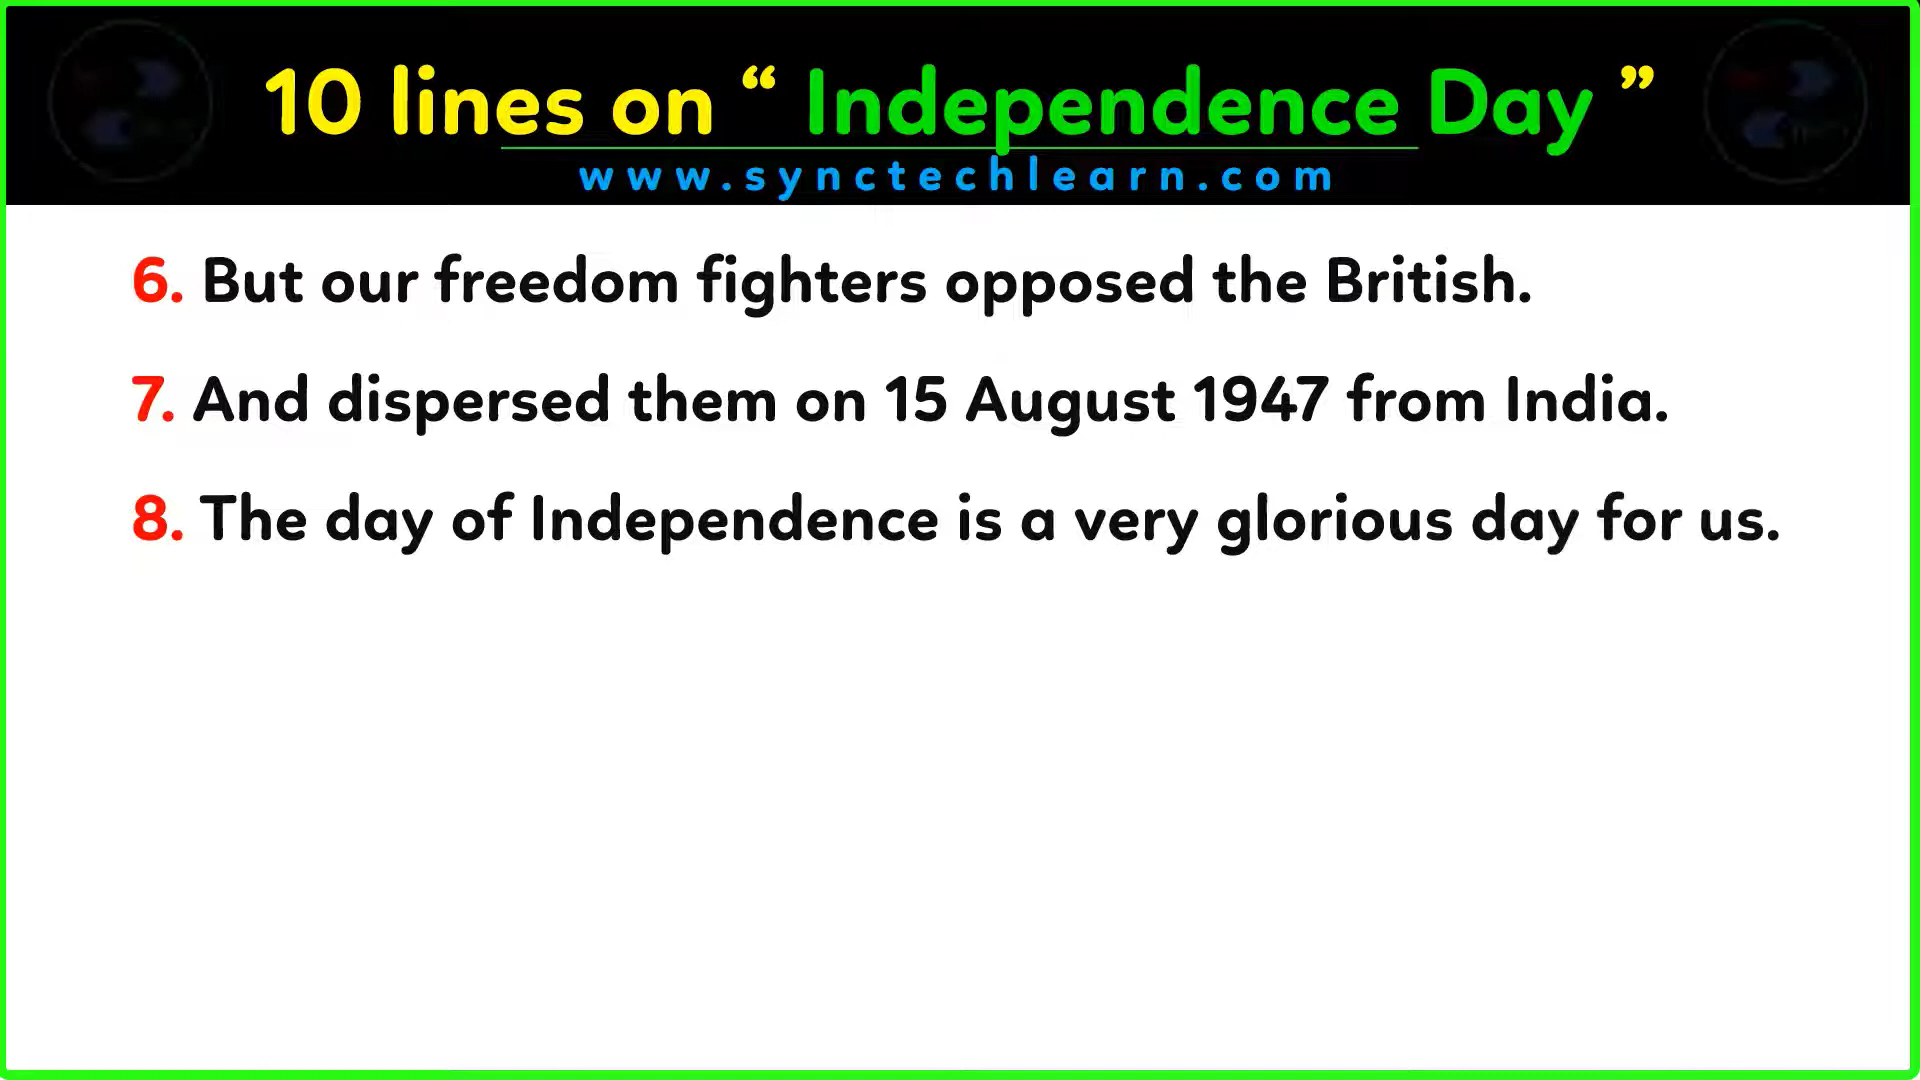 10 lines on “ Independence Day ”
www.synctechlearn.com
6. But our freedom fighters opposed the British.
7. And dispersed them on 15 August 1947 from India.
8. The day of Independence is a very glorious day for us.